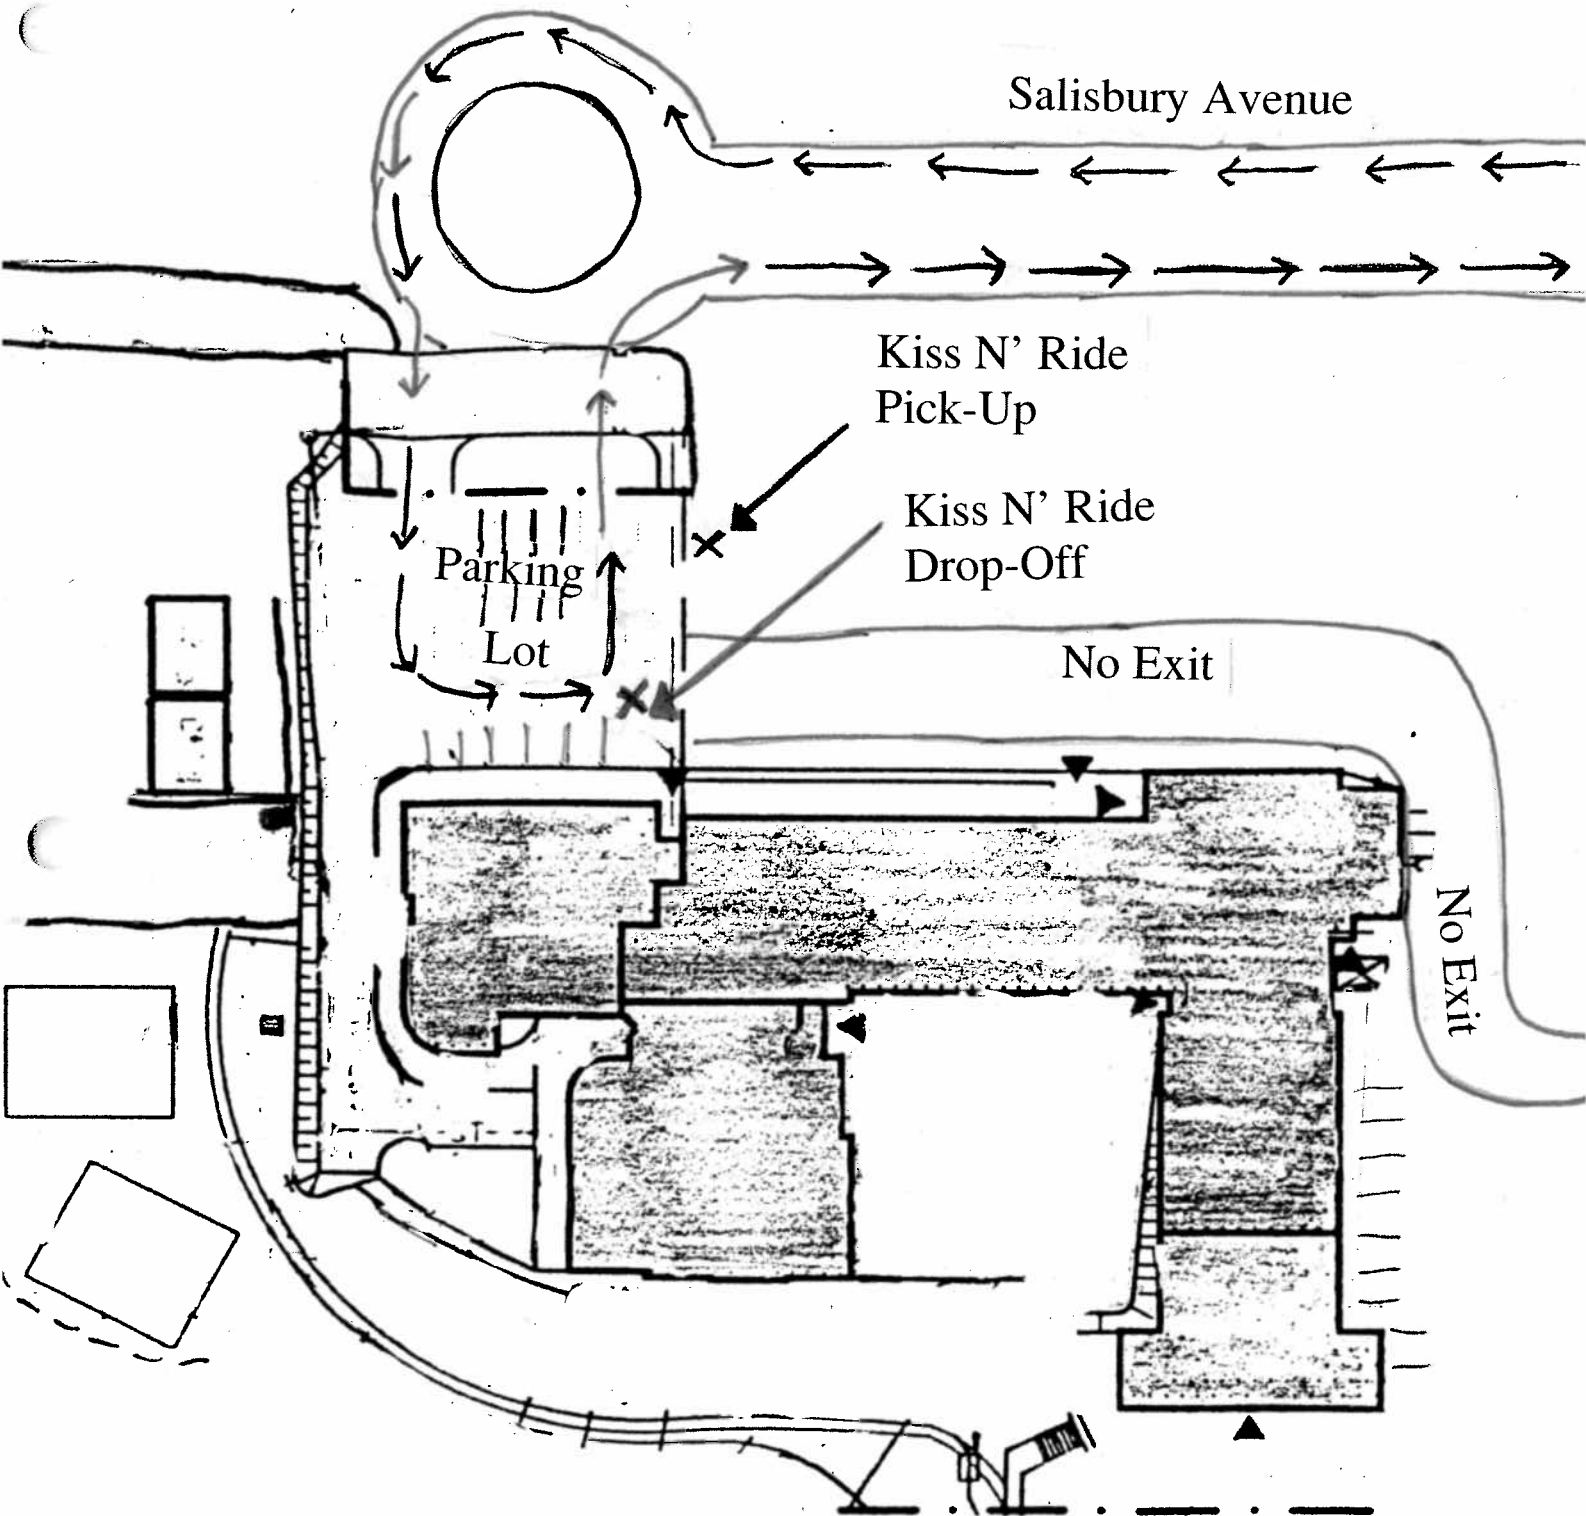 Salisbury Avenue
Kiss N’ Ride
Pick-Up
Kiss N’ Ride
Drop-Off
Parking
Lot
No Exit
No Exit